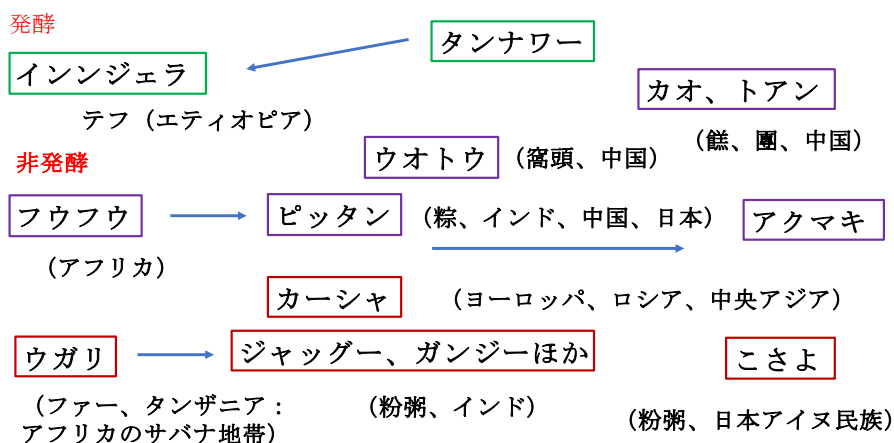 発酵
タンナワー
インンジェラ
カオ、トアン
テフ（エティオピア）
（餻、團、中国）
ウオトウ（窩頭、中国）
非発酵
フウフウ
ピッタン（粽、インド、中国、日本）
アクマキ
（アフリカ）
カーシャ（ヨーロッパ、ロシア、中央アジア）
ウガリ
ジャッグー、ガンジーほか
こさよ
（ファー、タンザニア：
アフリカのサバナ地帯）
（粉粥、インド）
（粉粥、日本アイヌ民族）